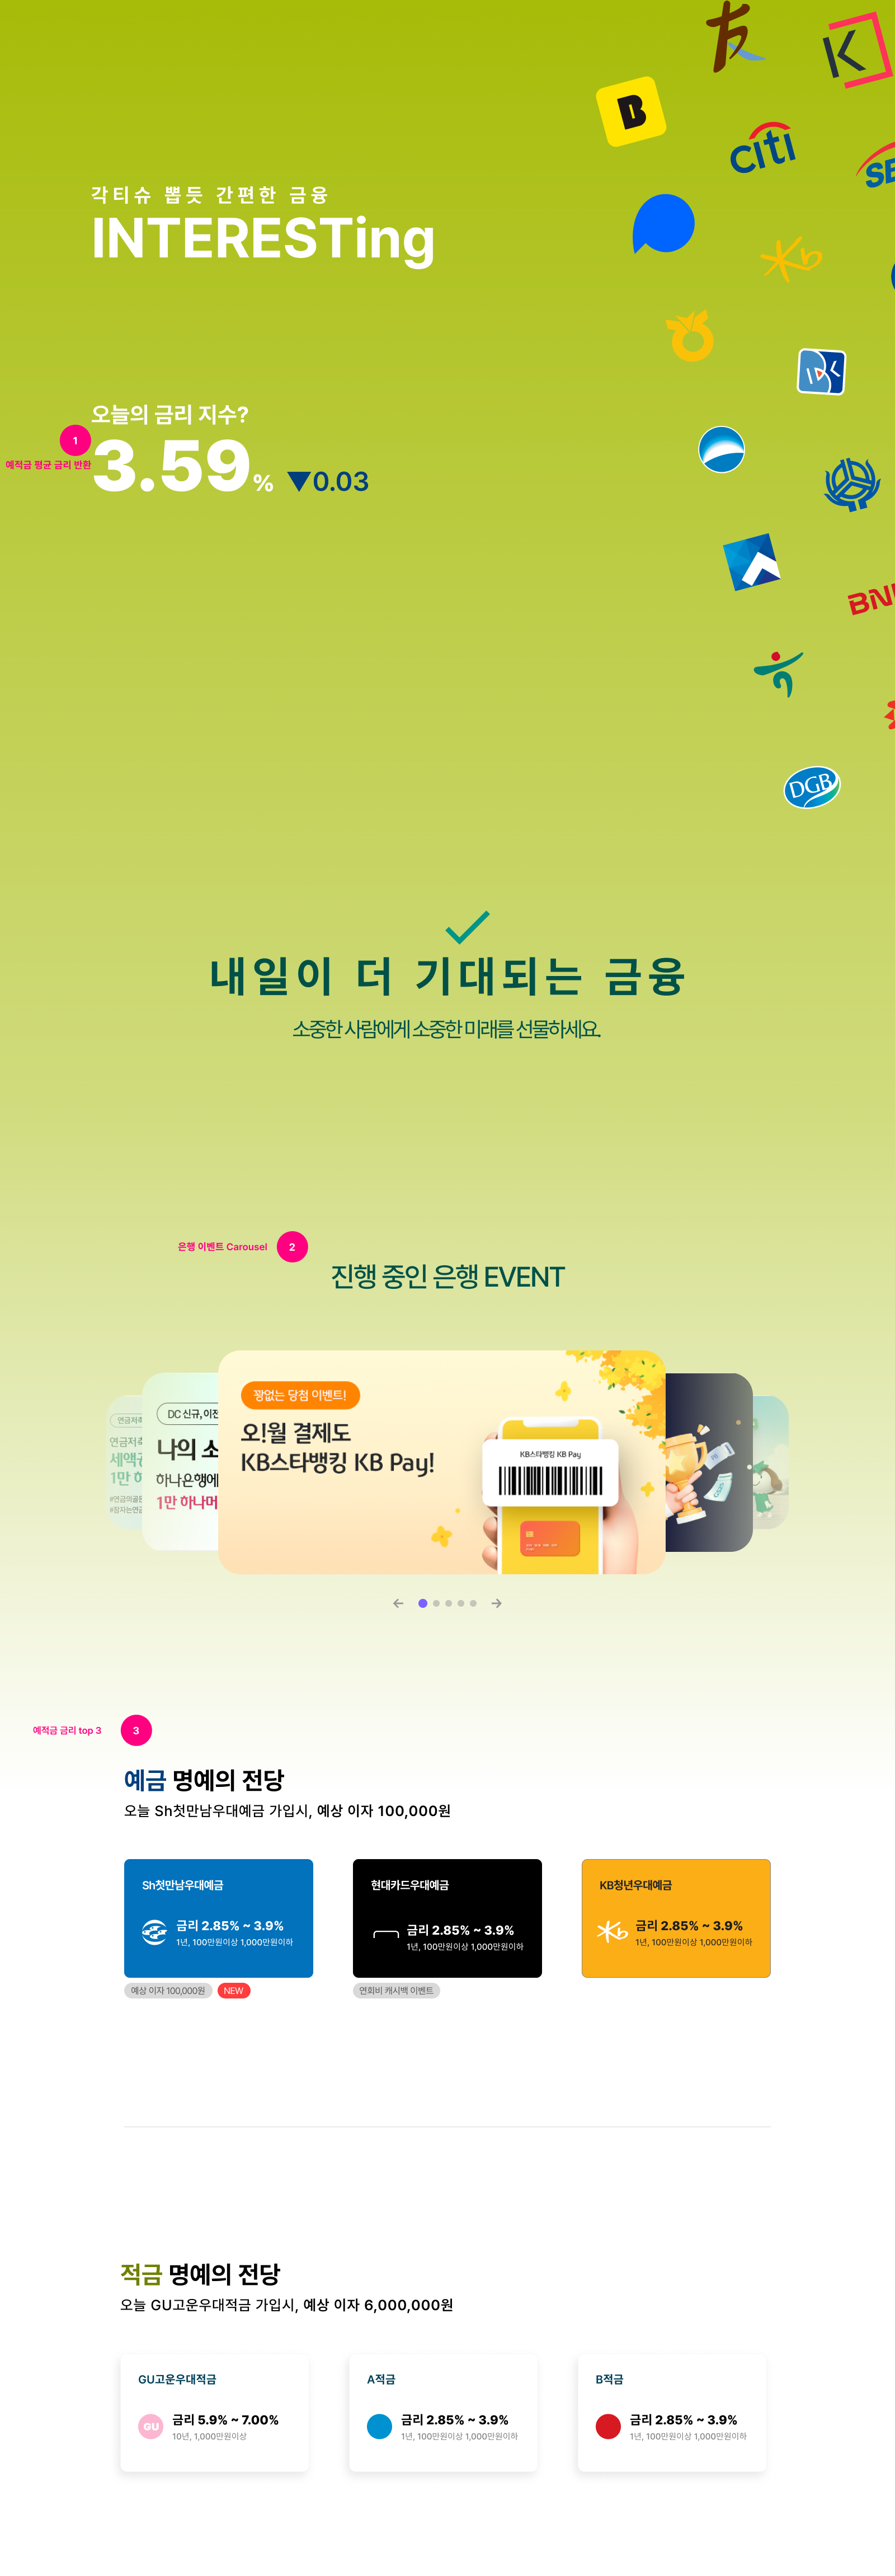 각티슈 뽑듯 간편한 금융
INTERESTing
B
K
citi
오늘의 금리 지수?
1
예적금 평균 금리 반환
3.59% ▼0.03
DGB
내일이 더 기대되는 금융
소중한 사람에게 소중한 미래를 선물하세요.
은행 이벤트 Carousel
2
진행 중인 은행 EVENT
꽝없는 당첨 이벤트!
오!월 결제도
KB스타뱅킹 KB Pay!
KB스타뱅킹 KB Pay
DC 신규, 이전
나의 소
하나은행에
1만 하나머
연금저축
세액공
1만 하
예적금 금리 top 3
3
예금 명예의 전당
오늘 Sh첫만남우대예금 가입시, 예상 이자 100,000원
Sh첫만남우대예금
금리 2.85% ~ 3.9%
1년, 100만원이상 1,000만원이하
예상 이자 100,000원
NEW
현대카드우대예금
금리 2.85% ~ 3.9%
1년, 100만원이상 1,000만원이하
연회비 캐시백 이벤트
KB청년우대예금
금리 2.85% ~ 3.9%
1년, 100만원이상 1,000만원이하
적금 명예의 전당
오늘 GU고운우대적금 가입시, 예상 이자 6,000,000원
GU고운우대적금
GU
금리 5.9% ~ 7.00%
10년, 1,000만원이상
A적금
금리 2.85% ~ 3.9%
1년, 100만원이상 1,000만원이하
B적금
금리 2.85% ~ 3.9%
1년, 100만원이상 1,000만원이하